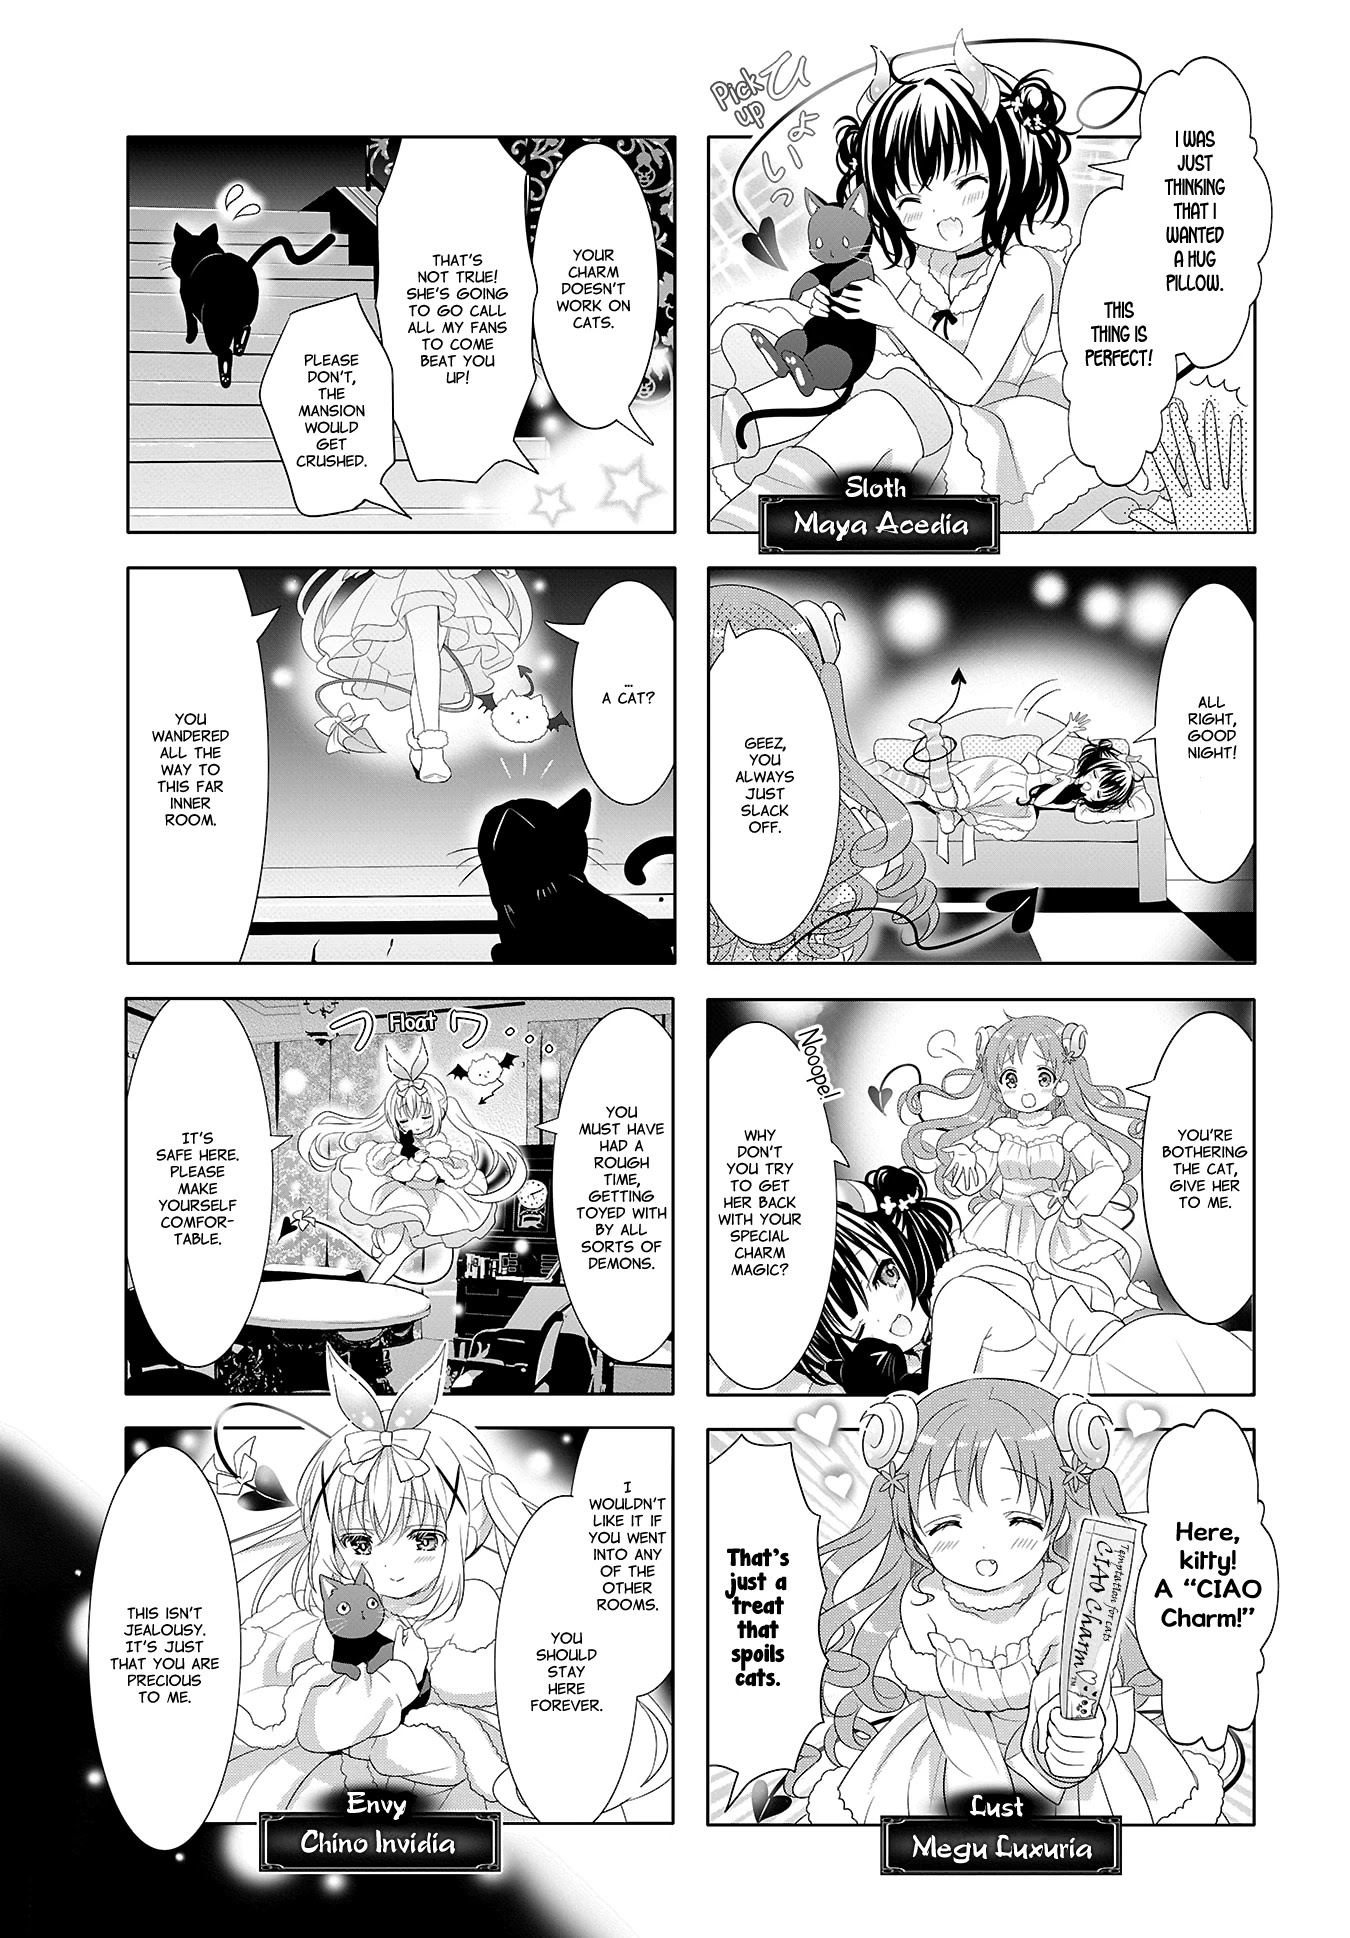 Pick
up
ひ
ょ
い
っ
I WAS
JUST
THINKING
THAT I
WANTED
A HUG
PILLOW.
THIS
THING IS
PERFECT!
Sloth
Maya Acedia
ALL
RIGHT,
GOOD
NIGHT!
GEEZ,
YOU
ALWAYS
JUST
SLACK
OFF.
YOU'RE
BOTHERING
THE CAT,
GIVE HER
TO ME.
Nooope!
WHY
DON'T
YOU TRY
TO GET
HER BACK
WITH YOUR
SPECIAL
CHARM
MAGIC?
Here,
kitty!
A "CIAO
Charm!"
Temptation for cats
CIAO Charm
TM
That's
just a
treat
that
spoils
cats.
Lust
Megu Luxuria
YOUR
CHARM
DOESN'T
WORK ON
CATS.
THAT'S
NOT TRUE!
SHE'S GOING
TO GO CALL
ALL MY FANS
TO COME
BEAT YOU
UP!
PLEASE
DON'T,
THE
MANSION
WOULD
GET
CRUSHED.
...
A CAT?
YOU
WANDERED
ALL THE
WAY TO
THIS FAR
INNER
ROOM.
フ Float ワ...
YOU
MUST HAVE
HAD A
ROUGH
TIME,
GETTING
TOYED WITH
BY ALL
SORTS OF
DEMONS.
IT'S
SAFE HERE.
PLEASE
MAKE
YOURSELF
COMFOR-
TABLE.
I
WOULDN'T
LIKE IT IF
YOU WENT
INTO ANY
OF THE
OTHER
ROOMS.
YOU
SHOULD
STAY
HERE
FOREVER.
THIS ISN'T
JEALOUSY.
IT'S JUST
THAT YOU ARE
PRECIOUS
TO ME.
Envy
Chino Invidia